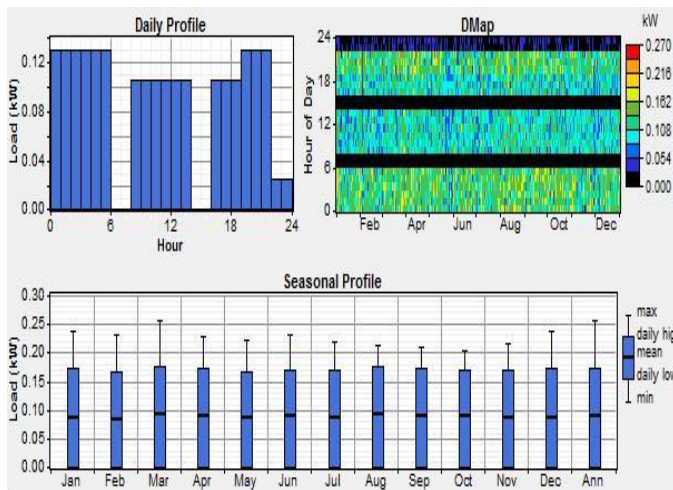 Daily Profile
Load (kW)
0.12
0.08
0.04
0.00
0
6
12
18
24
Hour
DMap
Hour of Day
24
18
12
6
0
Feb
Apr
Jun
Aug
Oct
Dec
kW
0.270
0.216
0.162
0.108
0.054
0.000
Seasonal Profile
Load (kW)
0.30
0.25
0.20
0.15
0.10
0.05
0.00
Jan
Feb
Mar
Apr
May
Jun
Jul
Aug
Sep
Oct
Nov
Dec
Ann
max
daily hig
mean
daily low
min